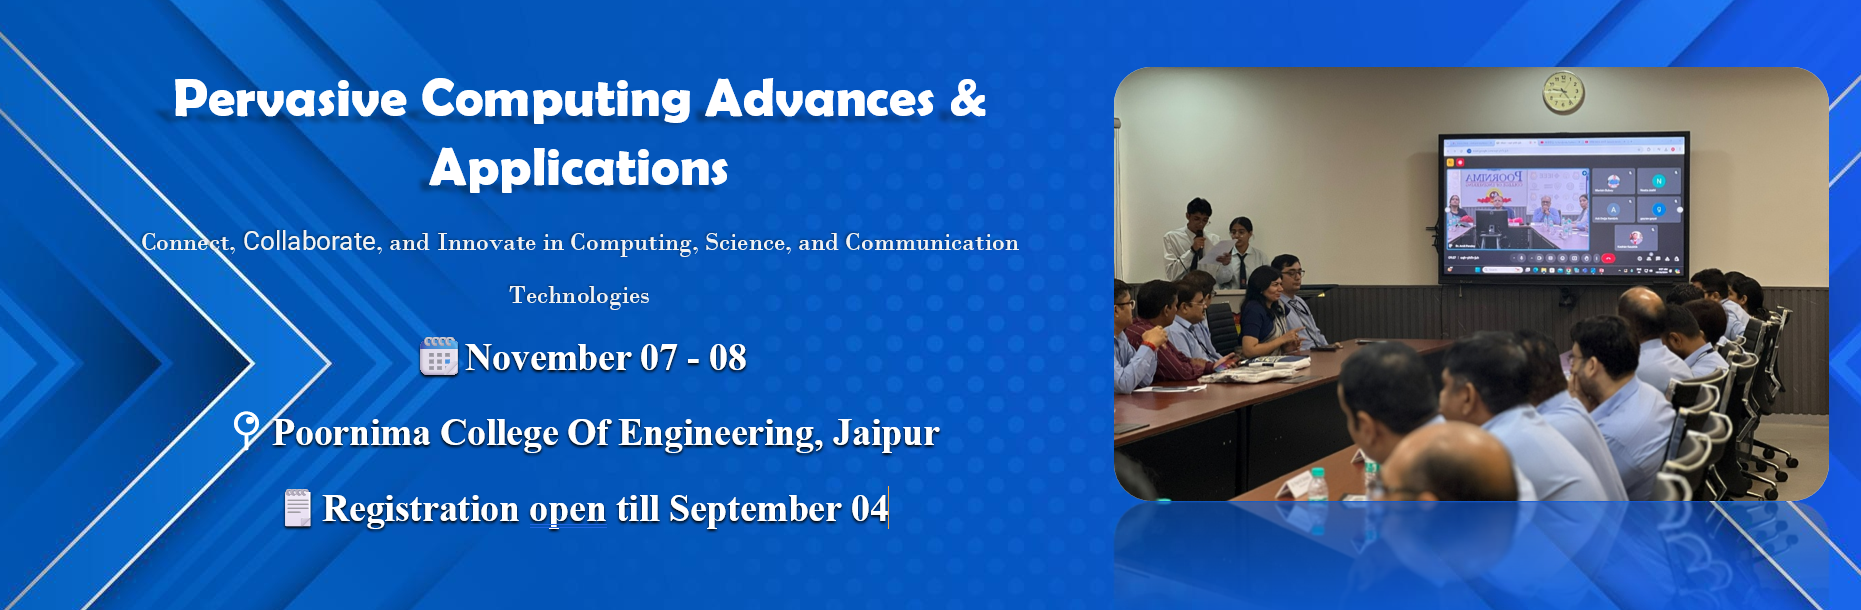 Pervasive Computing Advances &
Applications
Connect, Collaborate, and Innovate in Computing, Science, and Communication
Technologies
November 07 - 08
Poornima College Of Engineering, Jaipur
Registration open till September 04
POORNIMA